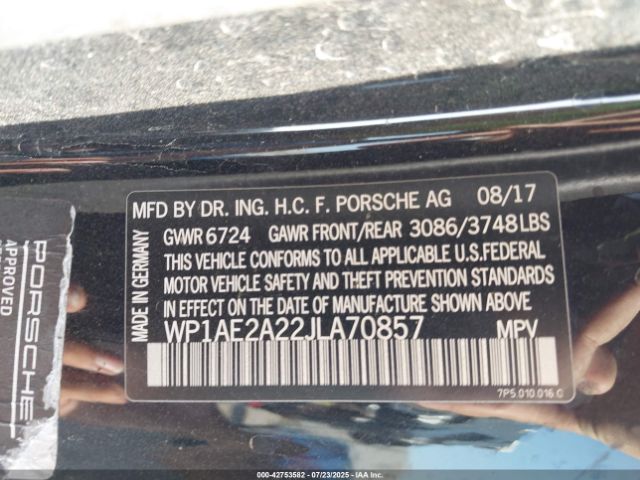 MFD BY DR. ING. H.C. F. PORSCHE AG 08/17
GVWR 6724 GAWR FRONT/REAR 3086/3748LBS
THIS VEHICLE CONFORMS TO ALL APPLICABLE U.S.FEDERAL
MOTOR VEHICLE SAFETY AND THEFT PREVENTION STANDARDS
IN EFFECT ON THE DATE OF MANUFACTURE SHOWN ABOVE
WP1AE2A22JLA70857 MPV
7P5.010.016.C
MADE IN GERMANY
PORSCHE
APPROVED
000-42753582 - 07/23/2025 - IAA Inc.